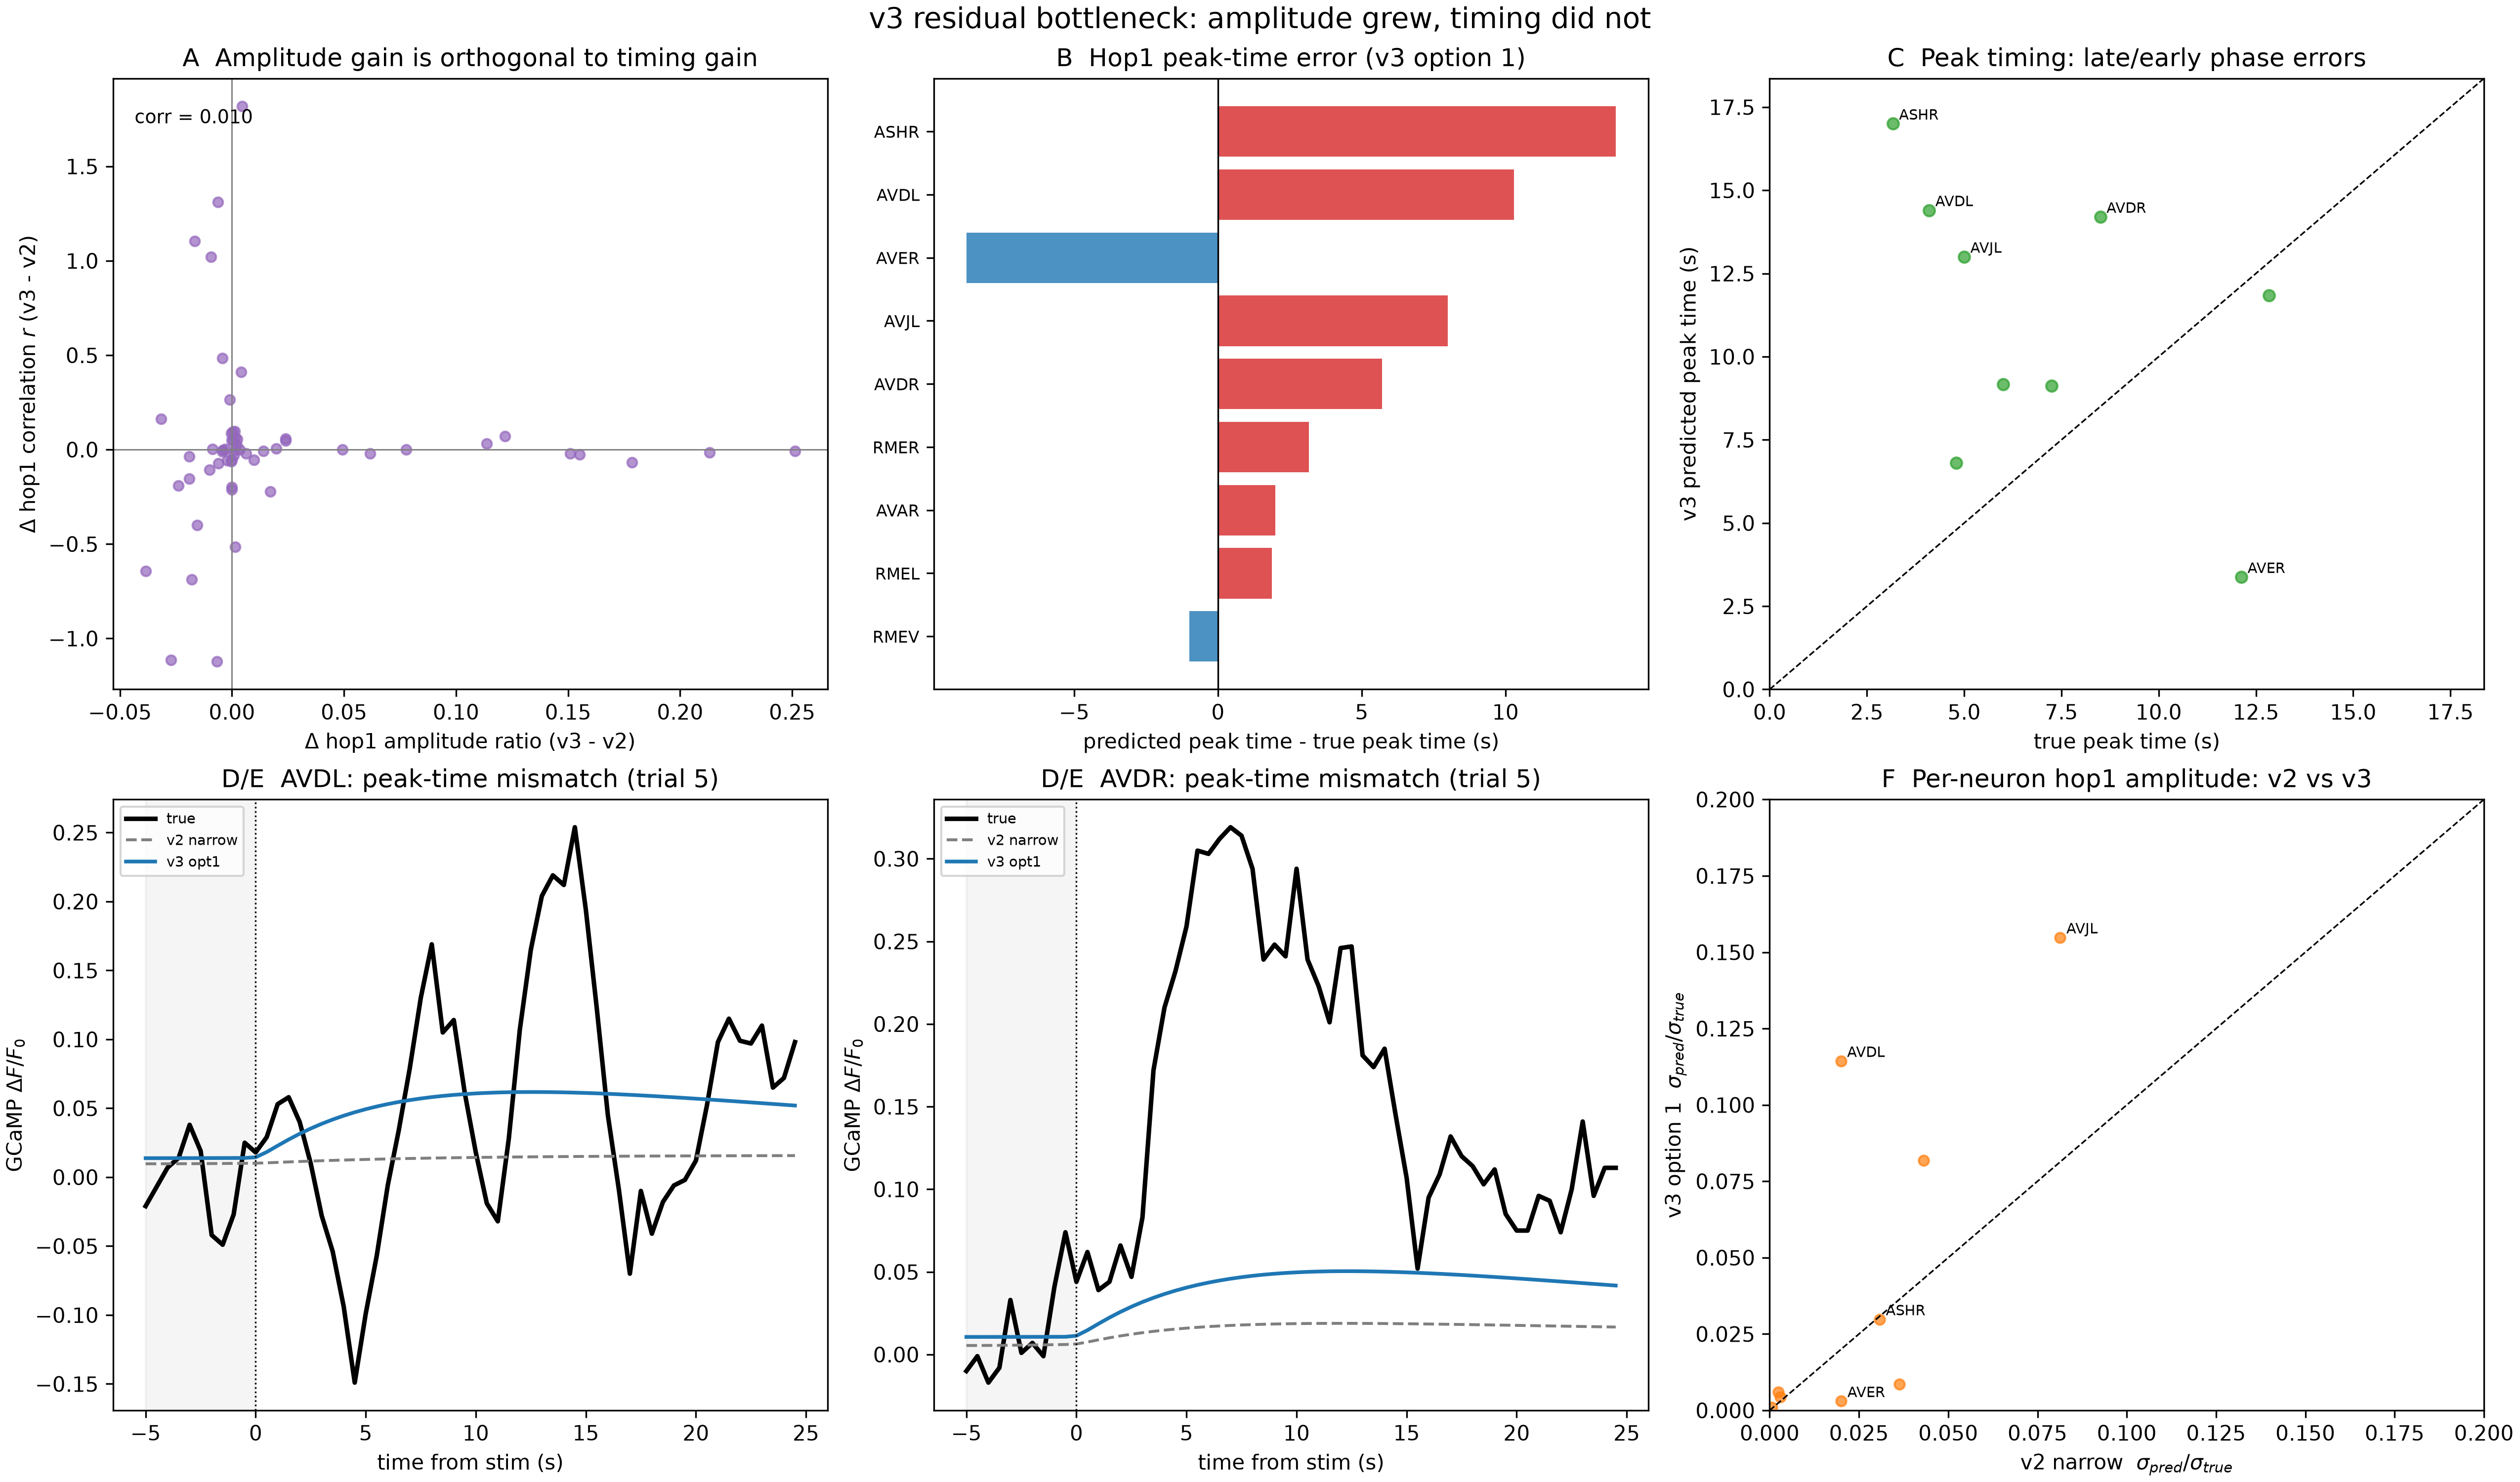 v3 residual bottleneck: amplitude grew, timing did not
A Amplitude gain is orthogonal to timing gain
corr = 0.010
1.5
1.0
0.5
0.0
−0.5
−1.0
Δ hop1 correlation r (v3 - v2)
−0.05 0.00 0.05 0.10 0.15 0.20 0.25
Δ hop1 amplitude ratio (v3 - v2)
B Hop1 peak-time error (v3 option 1)
ASHR
AVDL
AVER
AVJL
AVDR
RMER
AVAR
RMEL
RMEV
−5 0 5 10
predicted peak time - true peak time (s)
C Peak timing: late/early phase errors
17.5
15.0
12.5
10.0
7.5
5.0
2.5
0.0
v3 predicted peak time (s)
ASHR
AVDL
AVDR
AVJL
AVER
0.0 2.5 5.0 7.5 10.0 12.5 15.0 17.5
true peak time (s)
D/E AVDL: peak-time mismatch (trial 5)
true
v2 narrow
v3 opt1
0.25
0.20
0.15
0.10
0.05
0.00
−0.05
−0.10
−0.15
GCaMP ΔF/F₀
−5 0 5 10 15 20 25
time from stim (s)
D/E AVDR: peak-time mismatch (trial 5)
true
v2 narrow
v3 opt1
0.30
0.25
0.20
0.15
0.10
0.05
0.00
GCaMP ΔF/F₀
−5 0 5 10 15 20 25
time from stim (s)
F Per-neuron hop1 amplitude: v2 vs v3
0.200
0.175
0.150
0.125
0.100
0.075
0.050
0.025
0.000
v3 option 1 σpred/σtrue
AVJL
AVDL
ASHR
AVER
0.000 0.025 0.050 0.075 0.100 0.125 0.150 0.175 0.200
v2 narrow σpred/σtrue